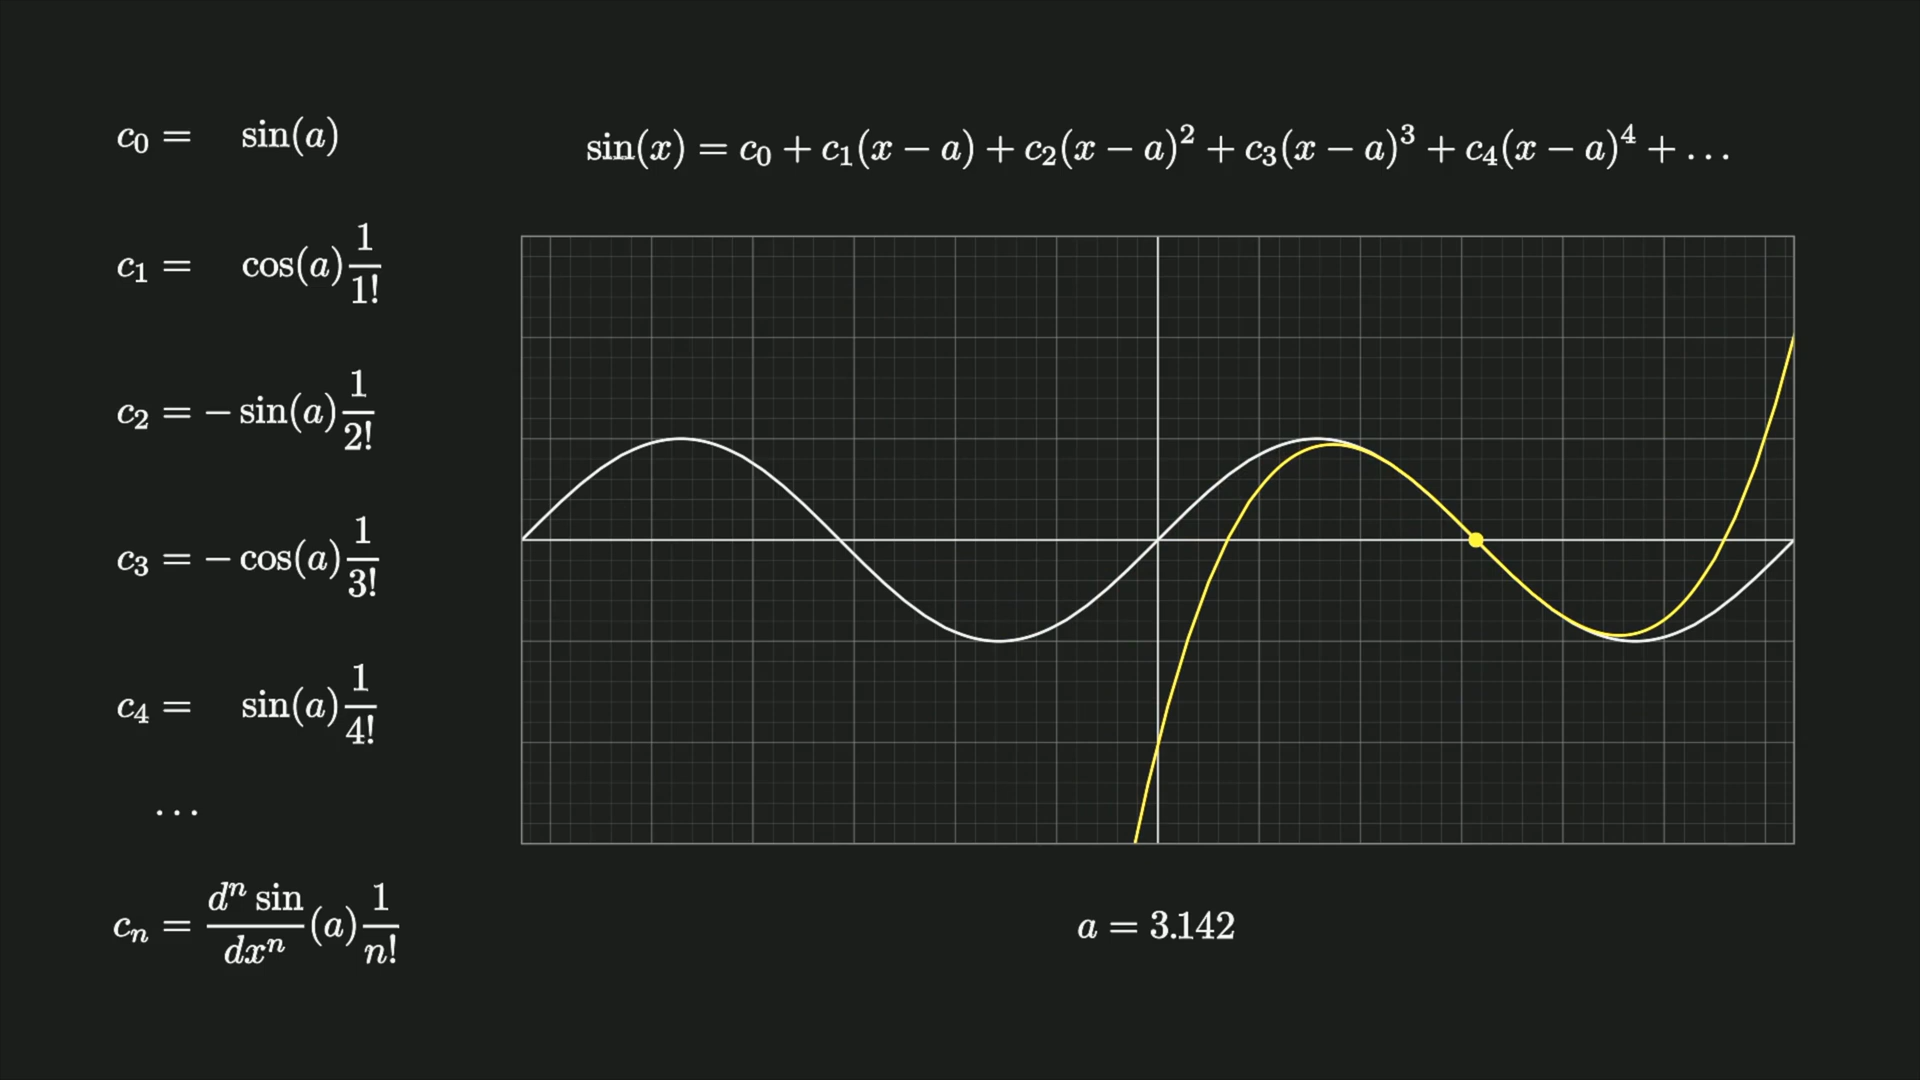 c₀ = sin(a)
sin(x) = c₀ + c₁(x − a) + c₂(x − a)² + c₃(x − a)³ + c₄(x − a)⁴ + …
c₁ = cos(a) 1/1!
c₂ = − sin(a) 1/2!
c₃ = − cos(a) 1/3!
c₄ = sin(a) 1/4!
…
cₙ = dⁿ sin/dxⁿ (a) 1/n!
a = 3.142